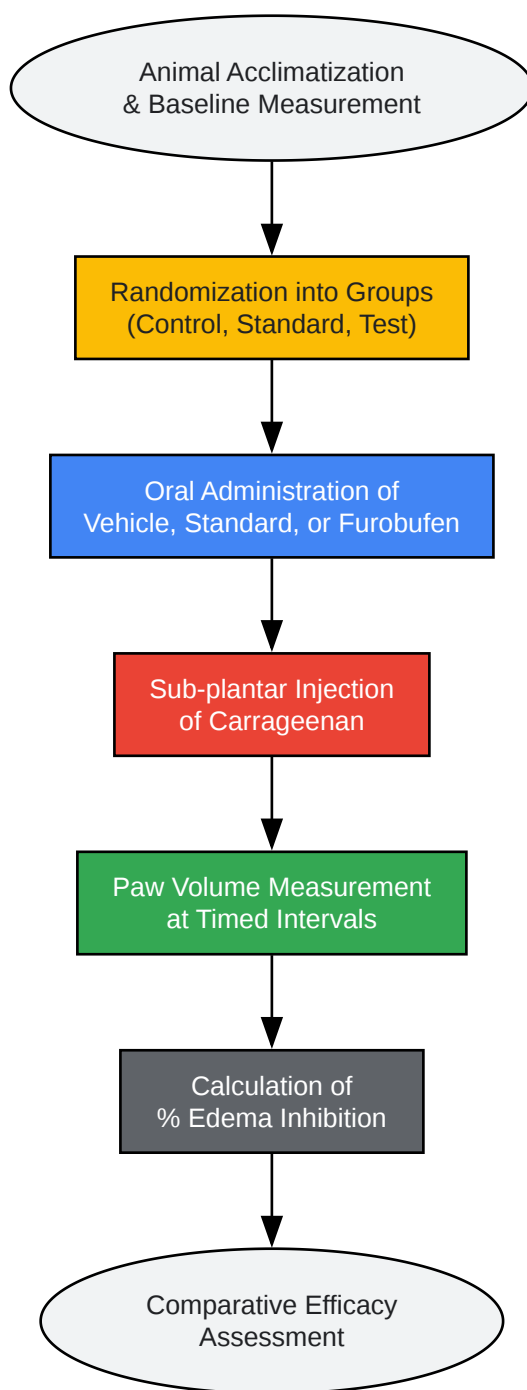 Animal Acclimatization
& Baseline Measurement
Randomization into Groups
(Control, Standard, Test)
Oral Administration of
Vehicle, Standard, or Furobufen
Sub-plantar Injection
of Carrageenan
Paw Volume Measurement
at Timed Intervals
Calculation of
% Edema Inhibition
Comparative Efficacy
Assessment